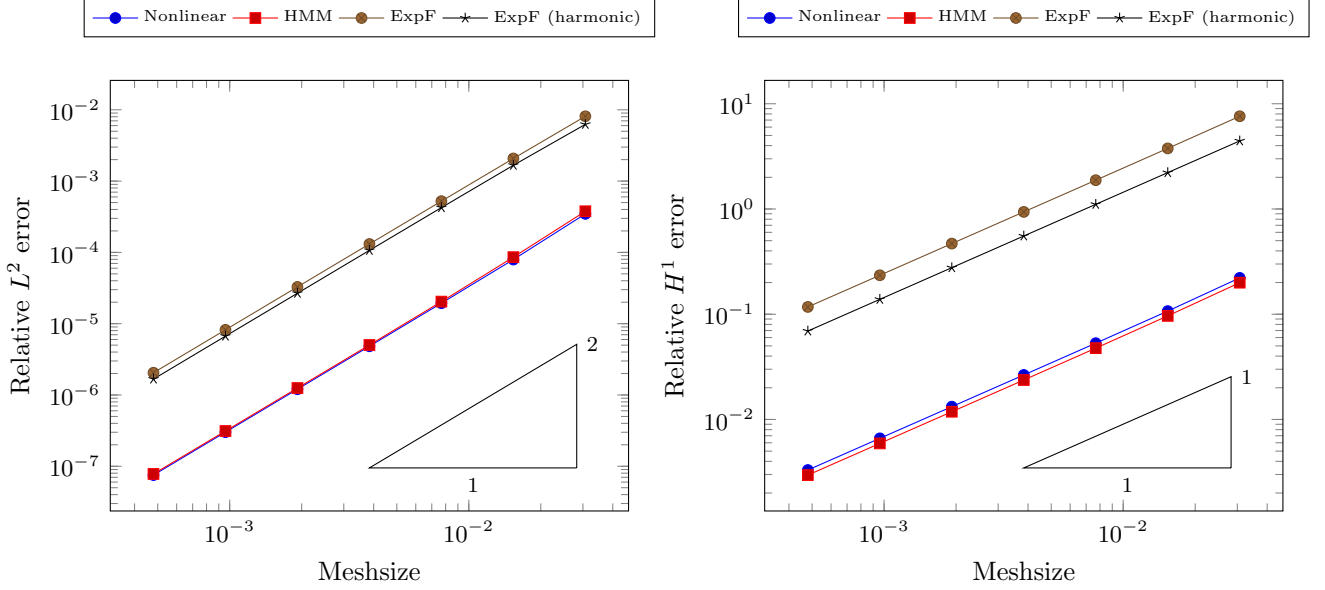 Nonlinear HMM ExpF ExpF (harmonic)
10^-2
10^-3
10^-4
10^-5
10^-6
10^-7
Relative L^2 error
2
1
10^-3 10^-2
Meshsize
Nonlinear HMM ExpF ExpF (harmonic)
10^1
10^0
10^-1
10^-2
Relative H^1 error
1
1
10^-3 10^-2
Meshsize